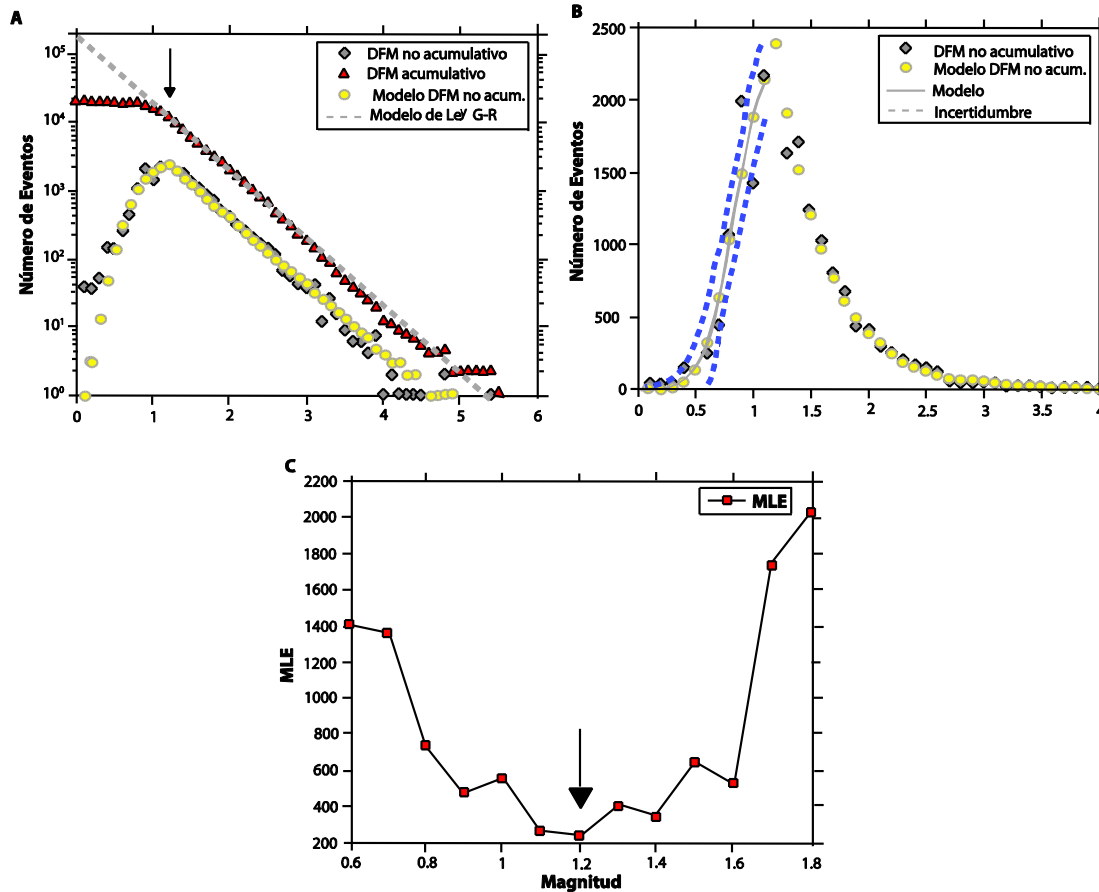 A
Número de Eventos
10⁵
10⁴
10³
10²
10¹
10⁰
0
1
2
3
4
5
6
DFM no acumulativo
DFM acumulativo
Modelo DFM no acum.
Modelo de Ley G-R
B
Número de Eventos
2500
2000
1500
1000
500
0
0
0.5
1
1.5
2
2.5
3
3.5
4
DFM no acumulativo
Modelo DFM no acum.
Modelo
Incertidumbre
C
MLE
2200
2000
1800
1600
1400
1200
1000
800
600
400
200
0.6
0.8
1
1.2
1.4
1.6
1.8
MLE
Magnitud